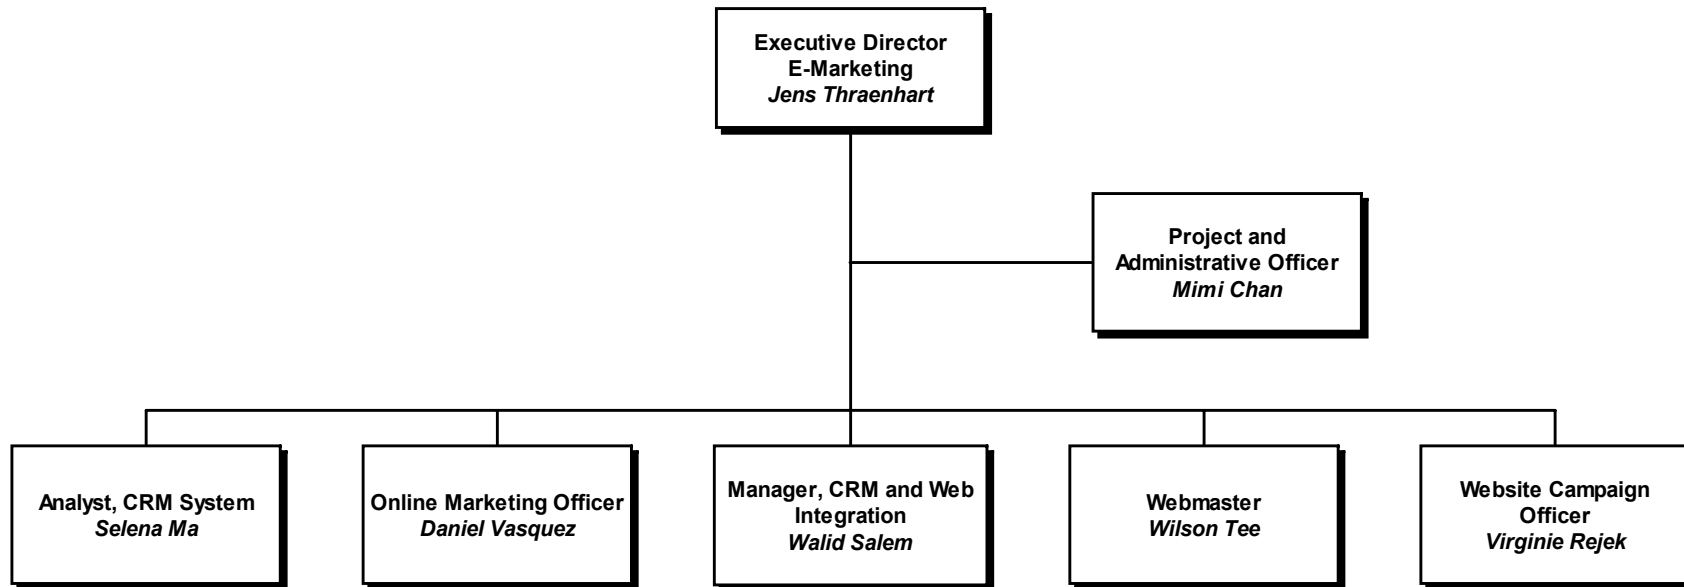 Executive Director
E-Marketing
Jens Thraenhart
Project and
Administrative Officer
Mimi Chan
Analyst, CRM System
Selena Ma
Online Marketing Officer
Daniel Vasquez
Manager, CRM and Web
Integration
Walid Salem
Webmaster
Wilson Tee
Website Campaign
Officer
Virginie Rejek